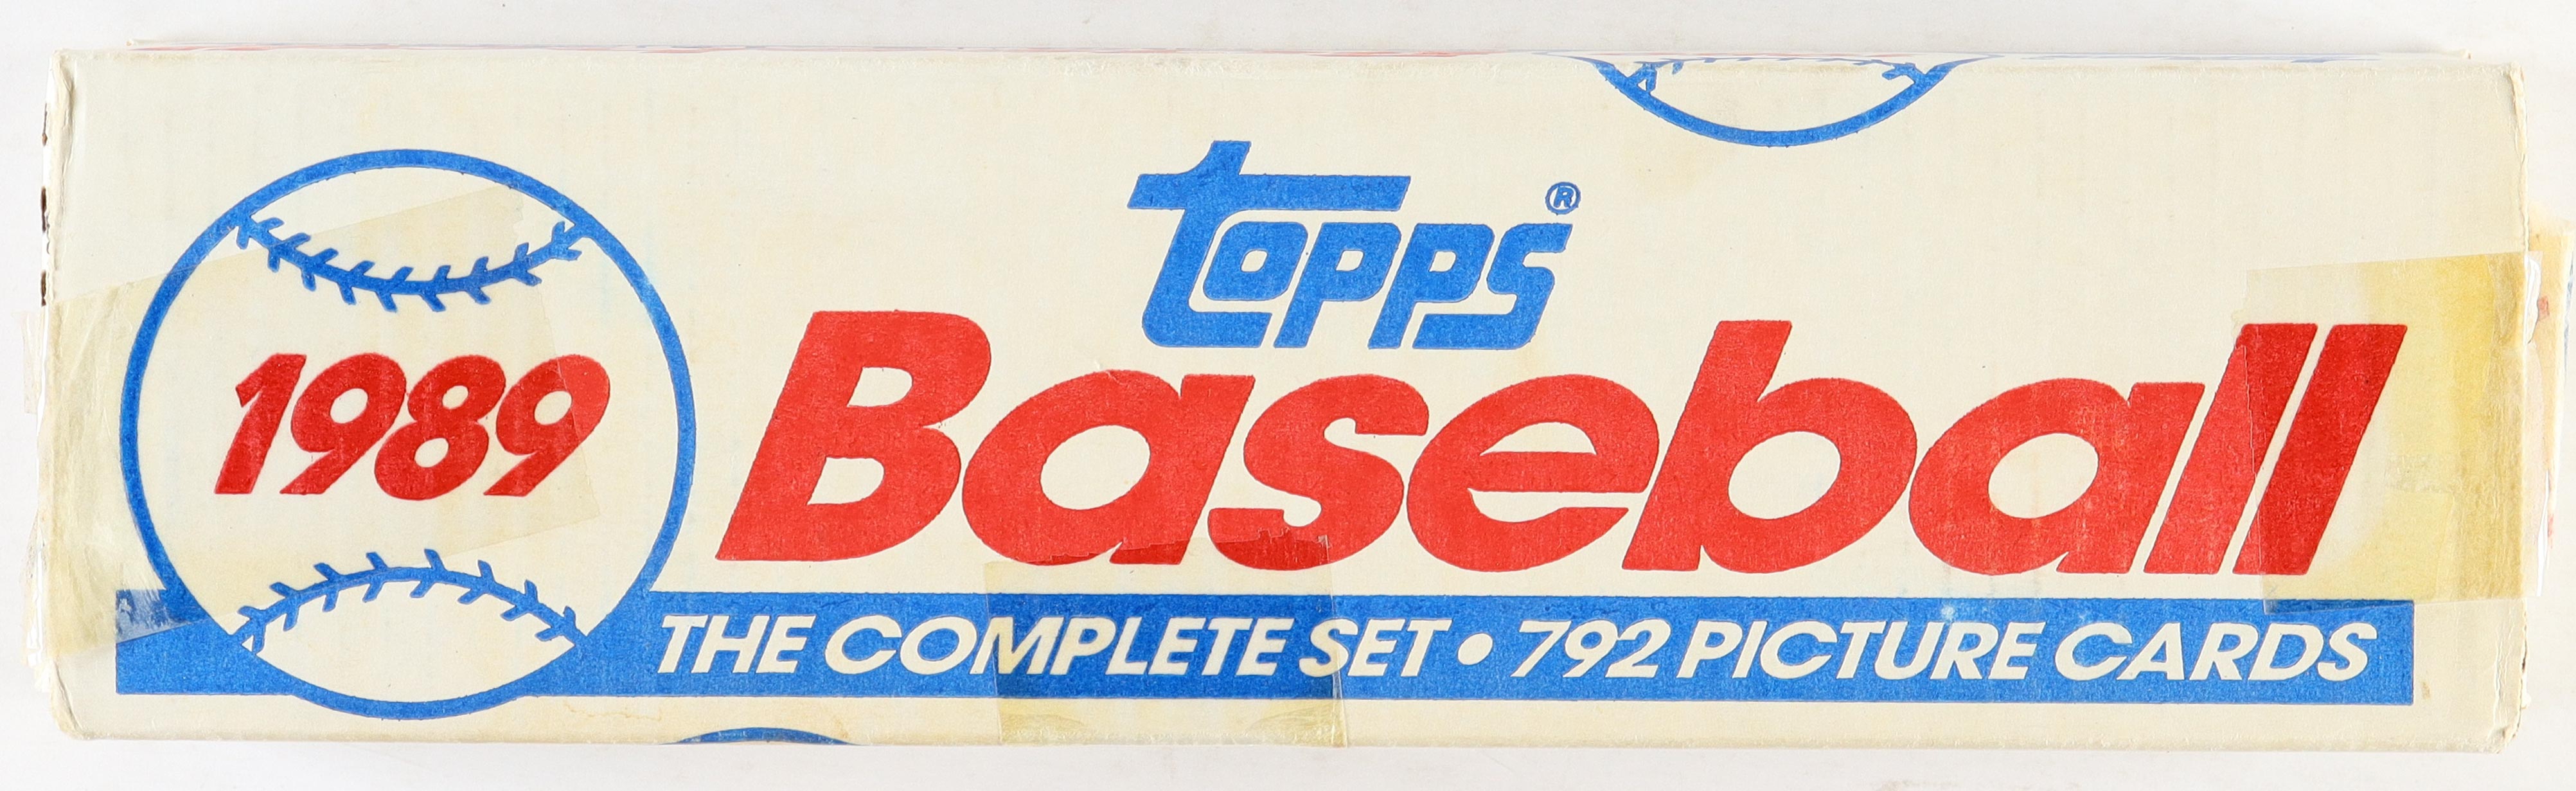 1989
topps®
Baseball
THE COMPLETE SET • 792 PICTURE CARDS